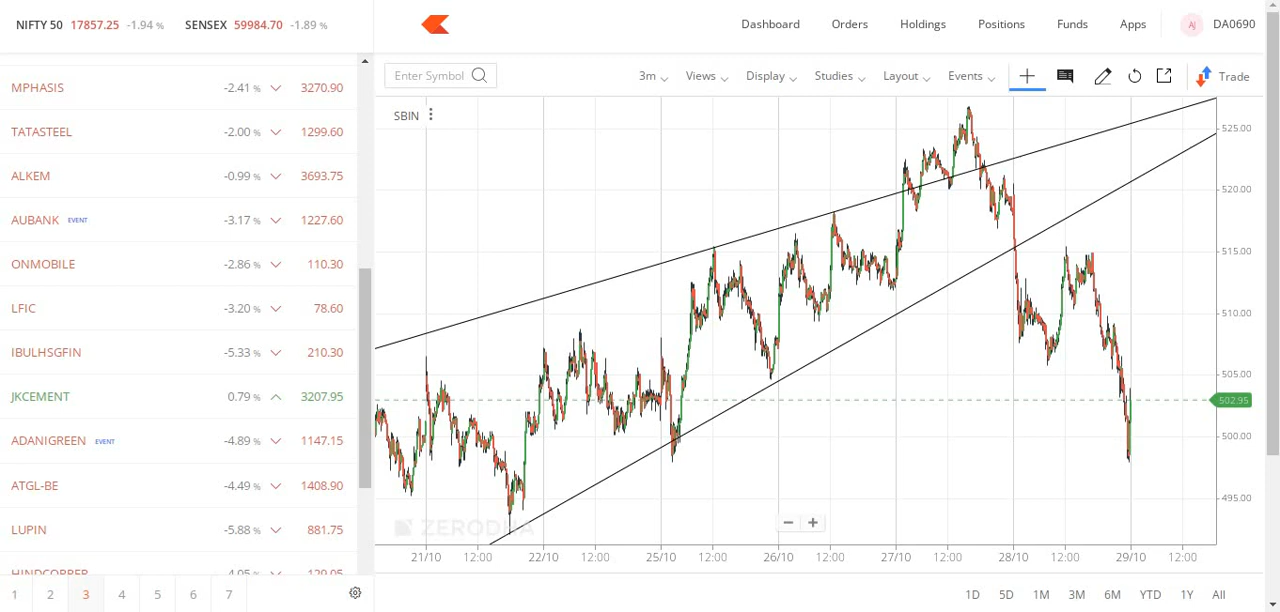 NIFTY 50 17857.25 -1.94 % SENSEX 59984.70 -1.89 %
Dashboard Orders Holdings Positions Funds Apps AJ DA0690
MPHASIS -2.41 % 3270.90
TATASTEEL -2.00 % 1299.60
ALKEM -0.99 % 3693.75
AUBANK EVENT -3.17 % 1227.60
ONMOBILE -2.86 % 110.30
LFIC -3.20 % 78.60
IBULHSGFIN -5.33 % 210.30
JKCEMENT 0.79 % 3207.95
ADANIGREEN EVENT -4.89 % 1147.15
ATGL-BE -4.49 % 1408.90
LUPIN -5.88 % 881.75
HINDCOPPER -4.05 % 129.05
1 2 3 4 5 6 7
Enter Symbol 3m Views Display Studies Layout Events Trade
SBIN
525.00
520.00
515.00
510.00
505.00
502.95
500.00
495.00
ZERODHA
21/10 12:00 22/10 12:00 25/10 12:00 26/10 12:00 27/10 12:00 28/10 12:00 29/10 12:00
1D 5D 1M 3M 6M YTD 1Y All